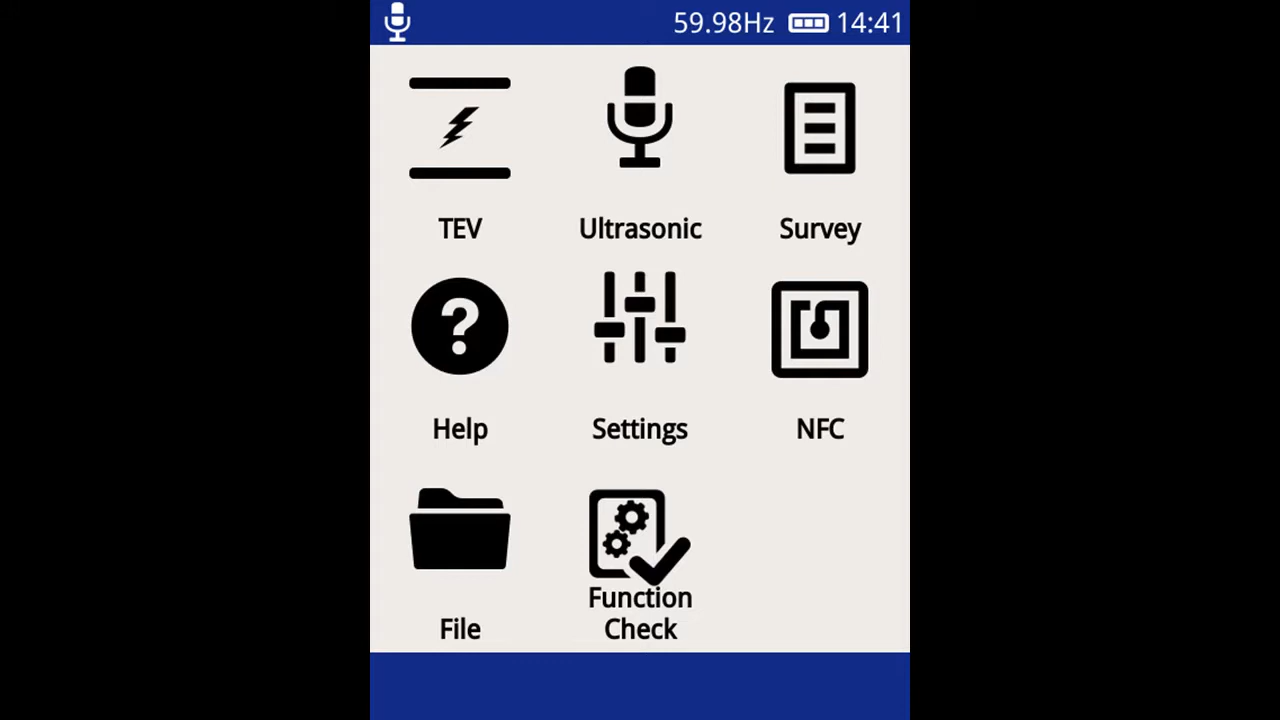 59.98Hz 14:41
TEV Ultrasonic Survey
Help Settings NFC
Function
File Check